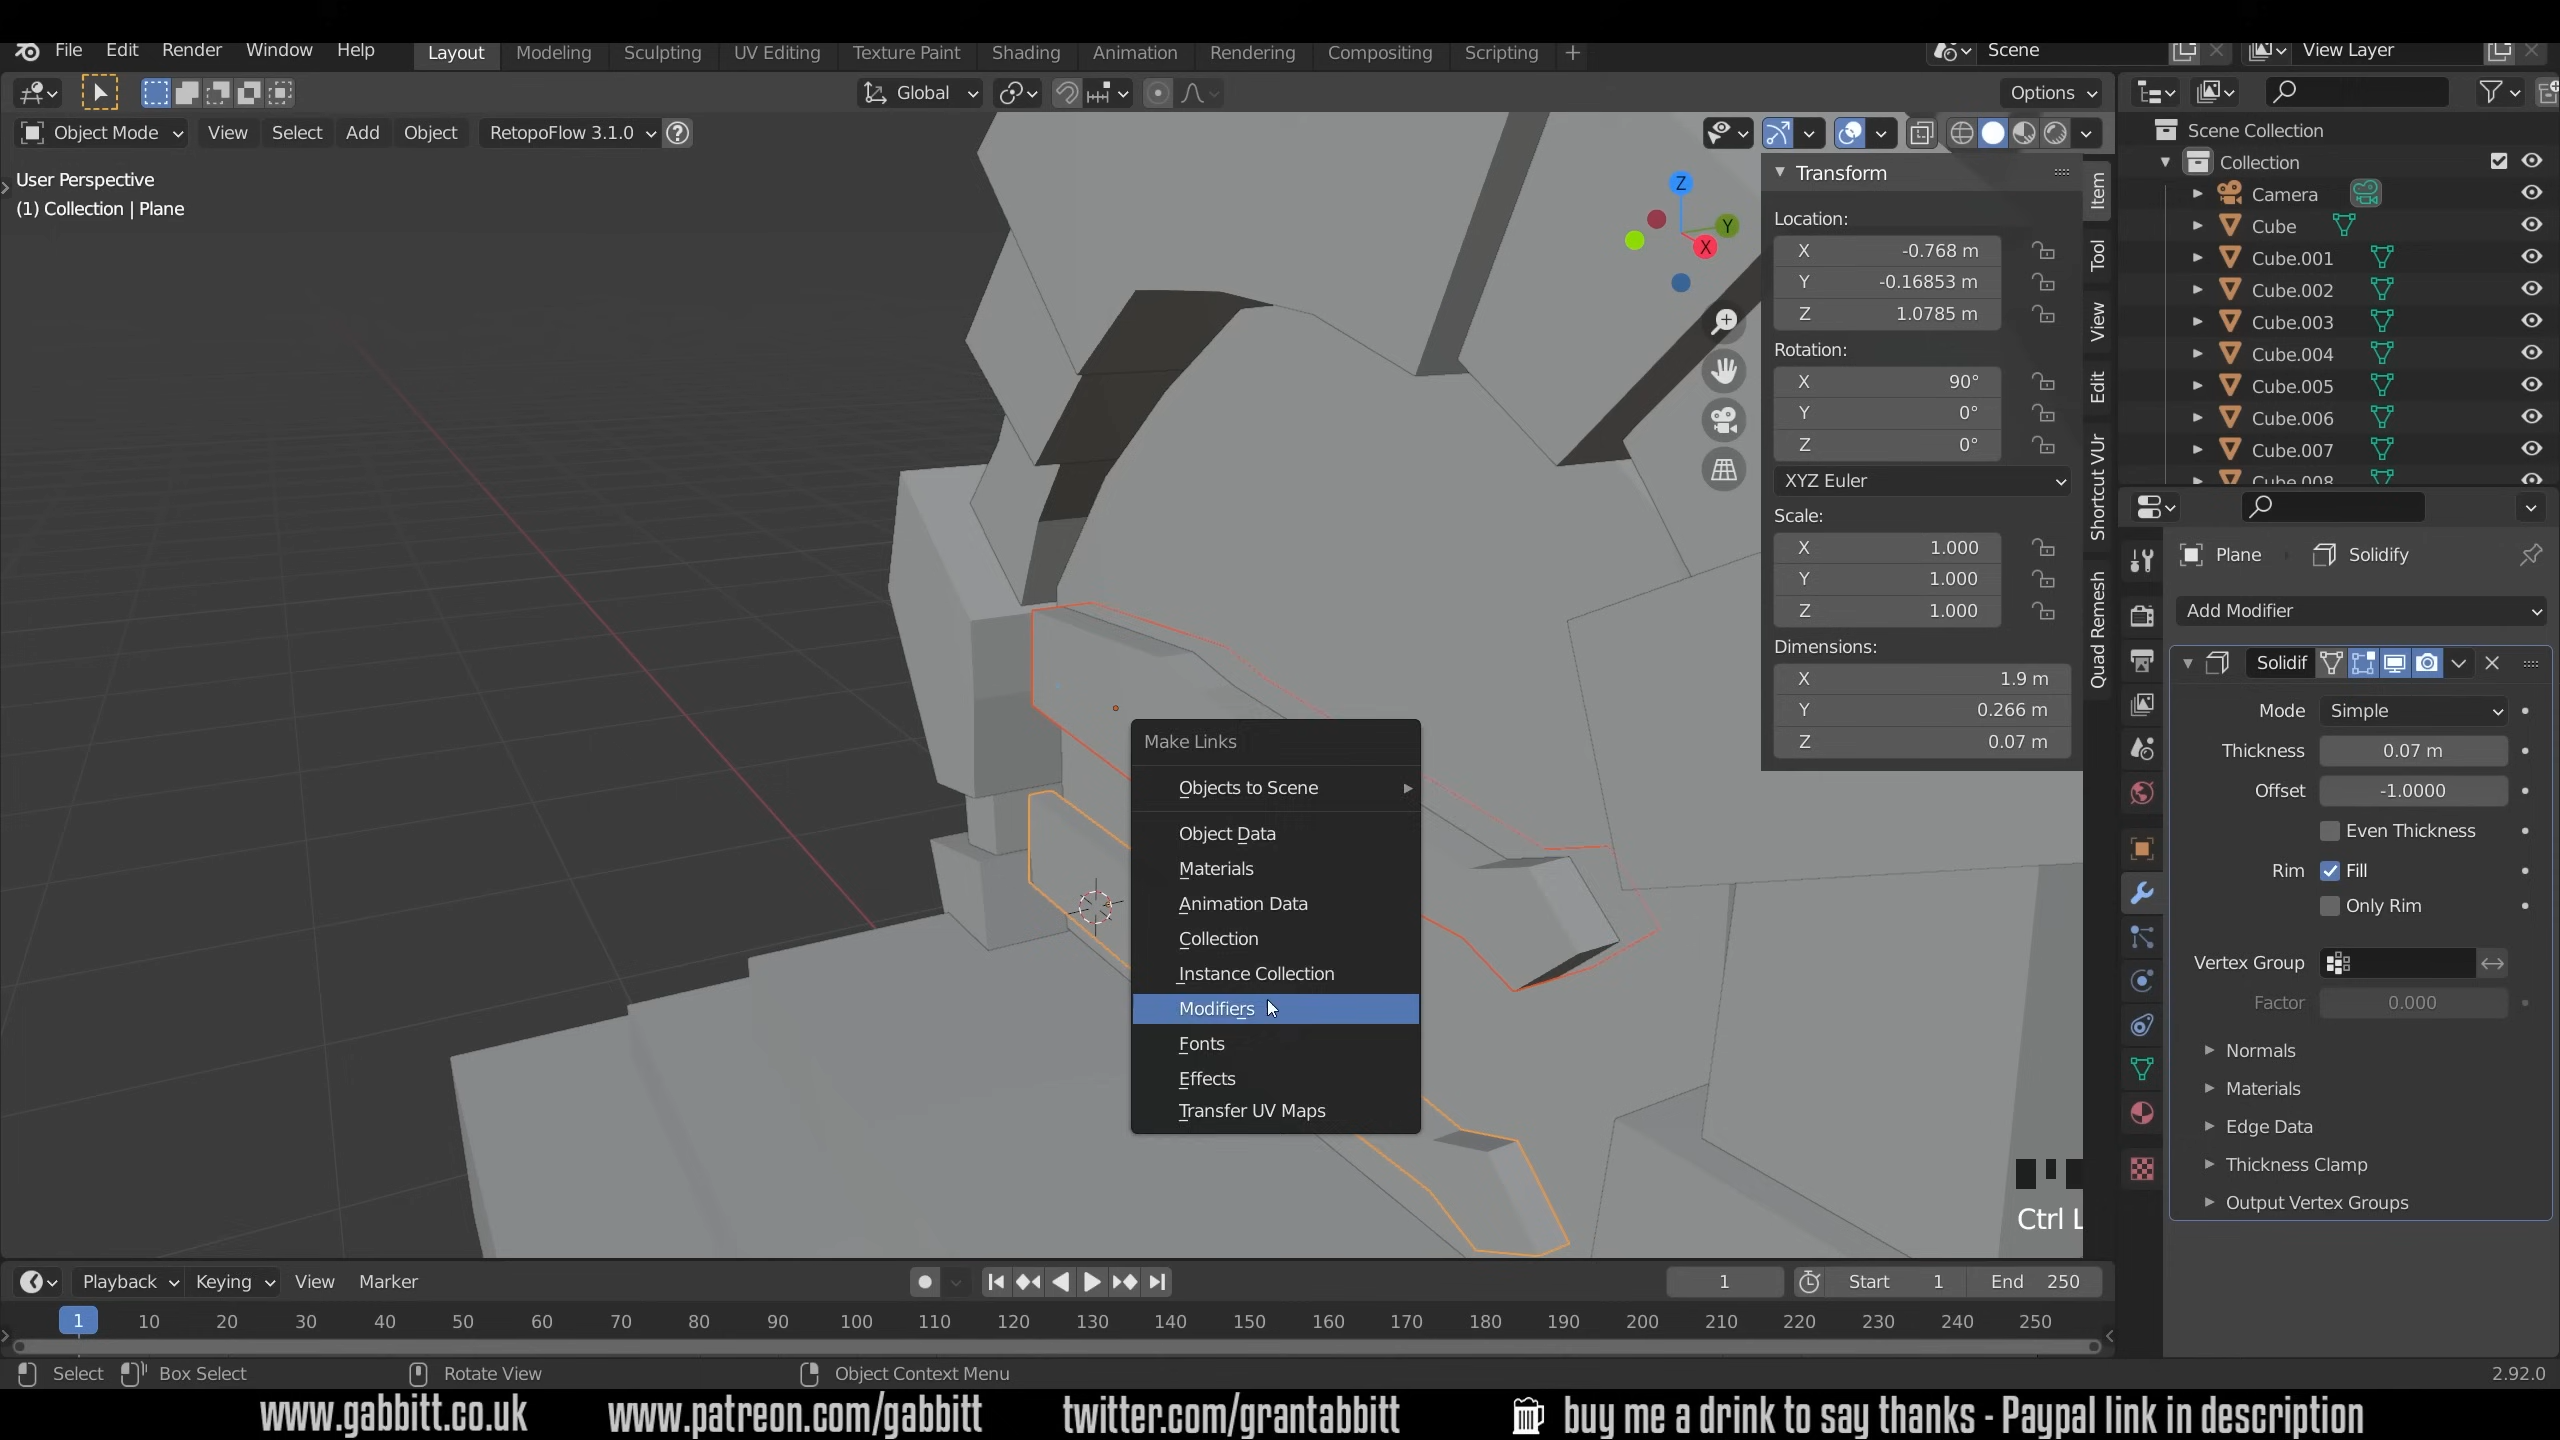 File Edit Render Window Help Layout Modeling Sculpting UV Editing Texture Paint Shading Animation Rendering Compositing Scripting + Scene View Layer
Global Options
Object Mode View Select Add Object RetopoFlow 3.1.0
User Perspective
(1) Collection | Plane
Z
Y
X
Transform
Location:
X -0.768 m
Y -0.16853 m
Z 1.0785 m
Rotation:
X 90°
Y 0°
Z 0°
XYZ Euler
Scale:
X 1.000
Y 1.000
Z 1.000
Dimensions:
X 1.9 m
Y 0.266 m
Z 0.07 m
Item
Tool
View
Edit
Shortcut VUr
Quad Remesh
Scene Collection
Collection
Camera
Cube
Cube.001
Cube.002
Cube.003
Cube.004
Cube.005
Cube.006
Cube.007
Cube.008
Plane Solidify
Add Modifier
Solidif
Mode Simple
Thickness 0.07 m
Offset -1.0000
Even Thickness
Rim Fill
Only Rim
Vertex Group
Factor 0.000
Normals
Materials
Edge Data
Thickness Clamp
Output Vertex Groups
Make Links
Objects to Scene
Object Data
Materials
Animation Data
Collection
Instance Collection
Modifiers
Fonts
Effects
Transfer UV Maps
Ctrl L
Playback Keying View Marker 1 Start 1 End 250
1 10 20 30 40 50 60 70 80 90 100 110 120 130 140 150 160 170 180 190 200 210 220 230 240 250
Select Box Select Rotate View Object Context Menu 2.92.0
www.gabbitt.co.uk www.patreon.com/gabbitt twitter.com/grantabbitt buy me a drink to say thanks - Paypal link in description